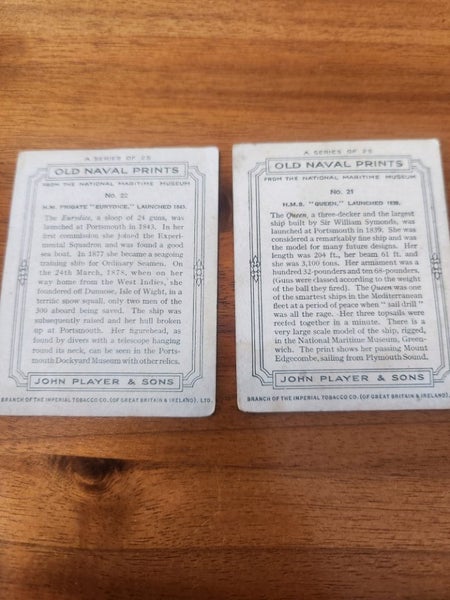 A SERIES OF 25
OLD NAVAL PRINTS
FROM THE NATIONAL MARITIME MUSEUM
No. 22
H.M. FRIGATE "EURYDICE," LAUNCHED 1843.
The Eurydice, a sloop of 24 guns, was
launched at Portsmouth in 1843. In her
first commission she joined the Experi-
mental Squadron and was found a good
sea boat. In 1877 she became a seagoing
training ship for Ordinary Seamen. On
the 24th March, 1878, when on her
way home from the West Indies, she
foundered off Dunnose, Isle of Wight, in a
terrific snow squall, only two men of the
300 aboard being saved. The ship was
subsequently raised and her hull broken
up at Portsmouth. Her figurehead, as
found by divers with a telescope hanging
round its neck, can be seen in the Ports-
mouth Dockyard Museum with other relics.
JOHN PLAYER & SONS
BRANCH OF THE IMPERIAL TOBACCO CO. (OF GREAT BRITAIN & IRELAND), LTD.
A SERIES OF 25
OLD NAVAL PRINTS
FROM THE NATIONAL MARITIME MUSEUM
No. 21
H.M.S. "QUEEN," LAUNCHED 1839.
The Queen, a three-decker and the largest
ship built by Sir William Symonds, was
launched at Portsmouth in 1839. She was
considered a remarkably fine ship and was
the model for many future designs. Her
length was 204 ft., her beam 61 ft. and
she was 3,100 tons. Her armament was a
hundred 32-pounders and ten 68-pounders.
(Guns were classed according to the weight
of the ball they fired). The Queen was one
of the smartest ships in the Mediterranean
fleet at a period of peace when "sail drill"
was all the rage. Her three topsails were
reefed together in a minute. There is a
very large scale model of the ship, rigged,
in the National Maritime Museum, Green-
wich. The print shows her passing Mount
Edgecombe, sailing from Plymouth Sound.
JOHN PLAYER & SONS
BRANCH OF THE IMPERIAL TOBACCO CO. (OF GREAT BRITAIN & IRELAND),